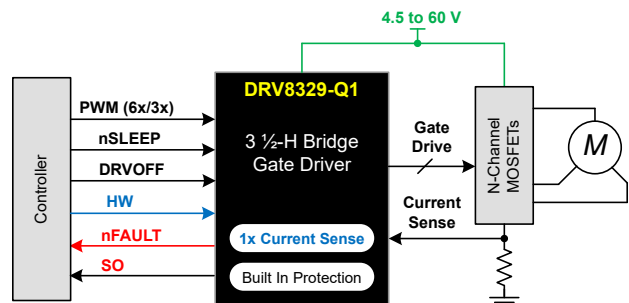 4.5 to 60 V
Controller
PWM (6x/3x)
nSLEEP
DRVOFF
HW
nFAULT
SO
DRV8329-Q1
3 ½-H Bridge
Gate Driver
1x Current Sense
Built In Protection
Gate
Drive
Current
Sense
N-Channel
MOSFETs
M